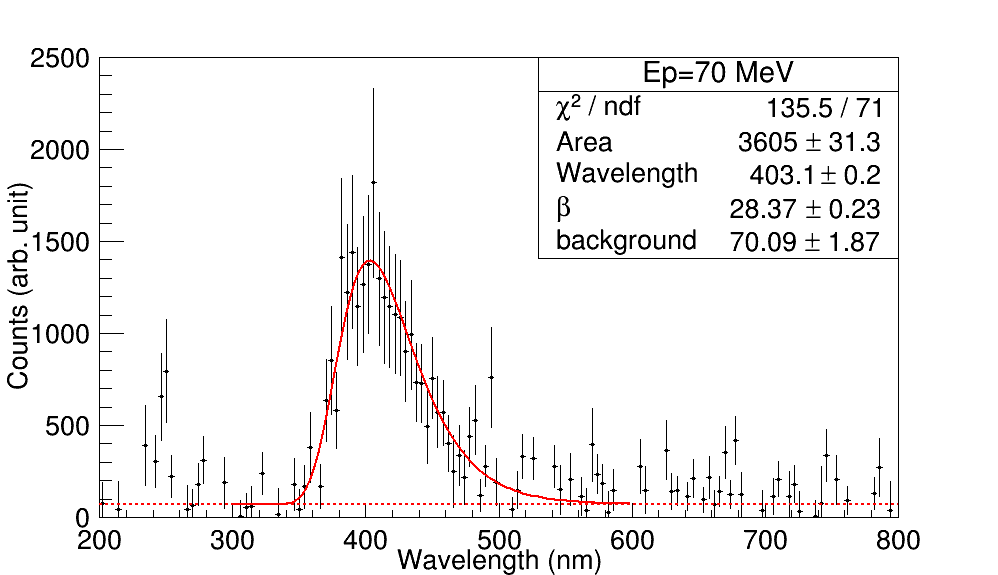 Ep=70 MeV
χ² / ndf 135.5 / 71
Area 3605 ± 31.3
Wavelength 403.1 ± 0.2
β 28.37 ± 0.23
background 70.09 ± 1.87
Counts (arb. unit)
2500
2000
1500
1000
500
0
200 300 400 500 600 700 800
Wavelength (nm)